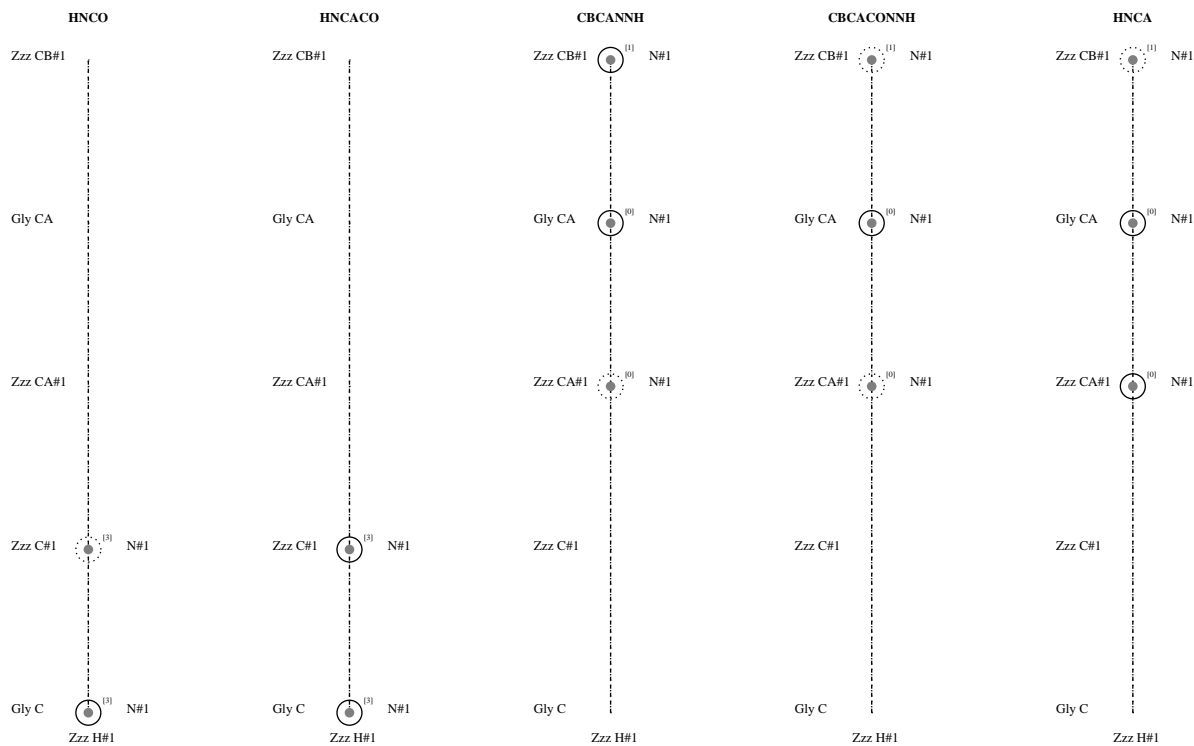 HNCO HNCACO CBCANNH CBCACONNH HNCA
Zzz CB#1 Zzz CB#1 Zzz CB#1 [1] N#1 Zzz CB#1 [1] N#1 Zzz CB#1 [1] N#1
Gly CA Gly CA Gly CA [0] N#1 Gly CA [0] N#1 Gly CA [0] N#1
Zzz CA#1 Zzz CA#1 Zzz CA#1 [0] N#1 Zzz CA#1 [0] N#1 Zzz CA#1 [0] N#1
Zzz C#1 [3] N#1 Zzz C#1 [3] N#1 Zzz C#1 Zzz C#1 Zzz C#1
Gly C [3] N#1 Gly C [3] N#1 Gly C Gly C Gly C
Zzz H#1 Zzz H#1 Zzz H#1 Zzz H#1 Zzz H#1